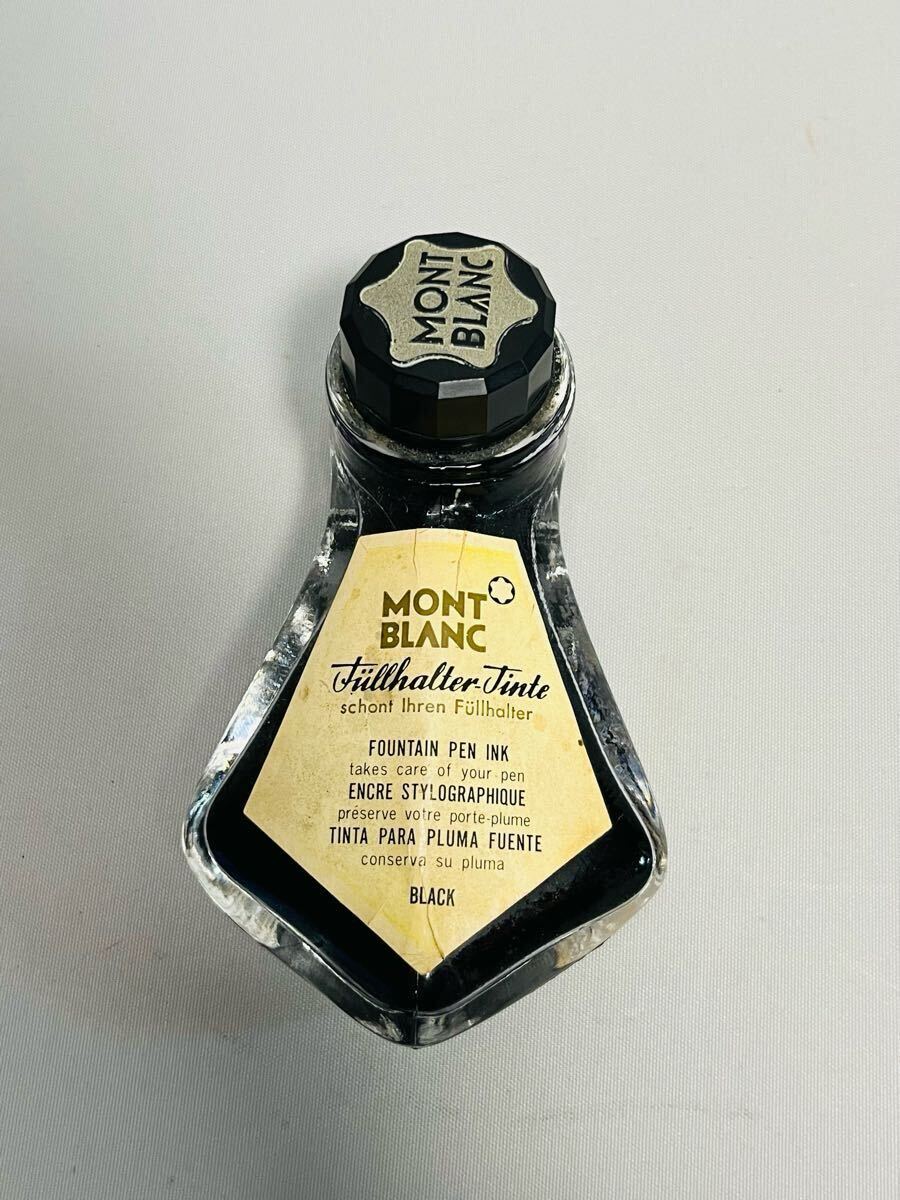 MONT
BLANC
MONT
BLANC
Füllhalter-Tinte
schont Ihren Füllhalter
FOUNTAIN PEN INK
takes care of your pen
ENCRE STYLOGRAPHIQUE
préserve votre porte-plume
TINTA PARA PLUMA FUENTE
conserva su pluma
BLACK